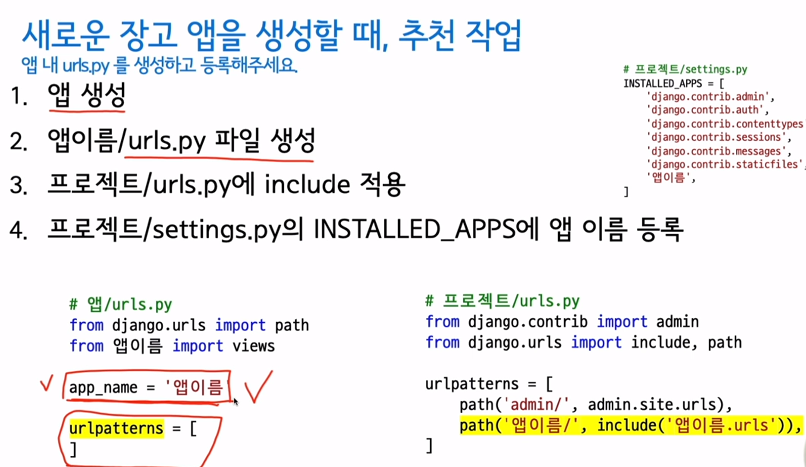 새로운 장고 앱을 생성할 때, 추천 작업
앱 내 urls.py 를 생성하고 등록해주세요.
1. 앱 생성
2. 앱이름/urls.py 파일 생성
3. 프로젝트/urls.py에 include 적용
4. 프로젝트/settings.py의 INSTALLED_APPS에 앱 이름 등록
# 프로젝트/settings.py
INSTALLED_APPS = [
'django.contrib.admin',
'django.contrib.auth',
'django.contrib.contenttypes
'django.contrib.sessions',
'django.contrib.messages',
'django.contrib.staticfiles',
'앱이름',
]
# 앱/urls.py
from django.urls import path
from 앱이름 import views
app_name = '앱이름'
urlpatterns = [
]
# 프로젝트/urls.py
from django.contrib import admin
from django.urls import include, path
urlpatterns = [
path('admin/', admin.site.urls),
path('앱이름/', include('앱이름.urls')),
]